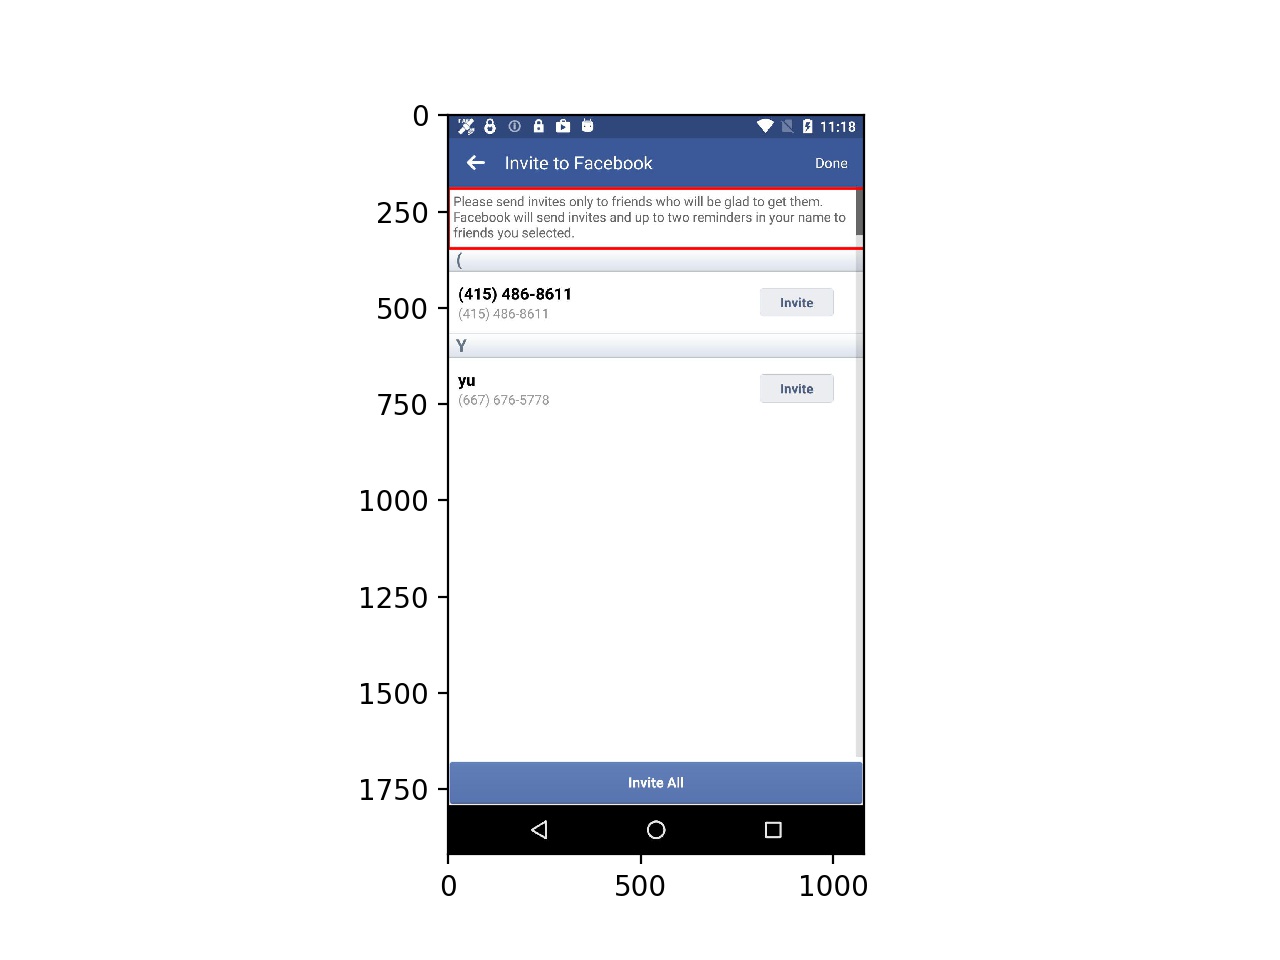 0
250
500
750
1000
1250
1500
1750
11:18
Invite to Facebook
Done
Please send invites only to friends who will be glad to get them.
Facebook will send invites and up to two reminders in your name to
friends you selected.
(
(415) 486-8611
(415) 486-8611
Invite
Y
yu
(667) 676-5778
Invite
Invite All
0
500
1000